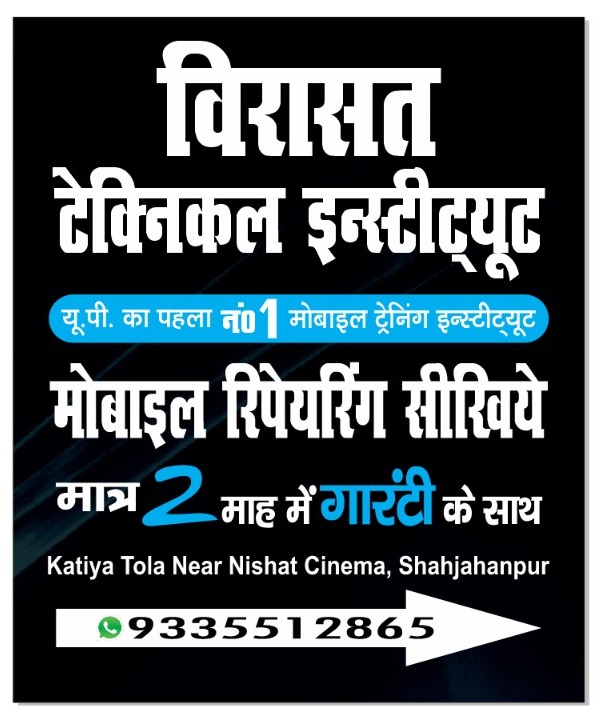 विरासत
टेक्निकल इन्स्टीट्यूट
यू.पी. का पहला नं०1 मोबाइल ट्रेनिंग इन्स्टीट्यूट
मोबाइल रिपेयरिंग सीखिये
मात्र 2 माह में गारंटी के साथ
Katiya Tola Near Nishat Cinema, Shahjahanpur
9335512865